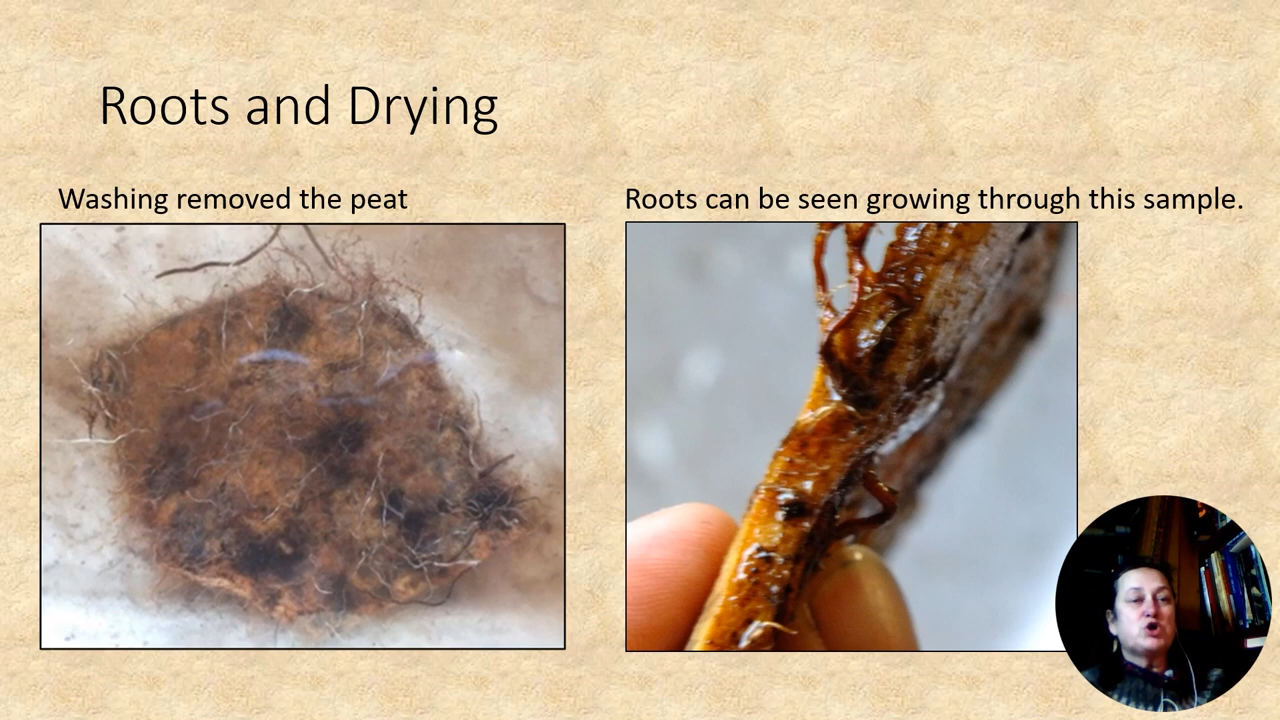 Roots and Drying
Washing removed the peat
Roots can be seen growing through this sample.